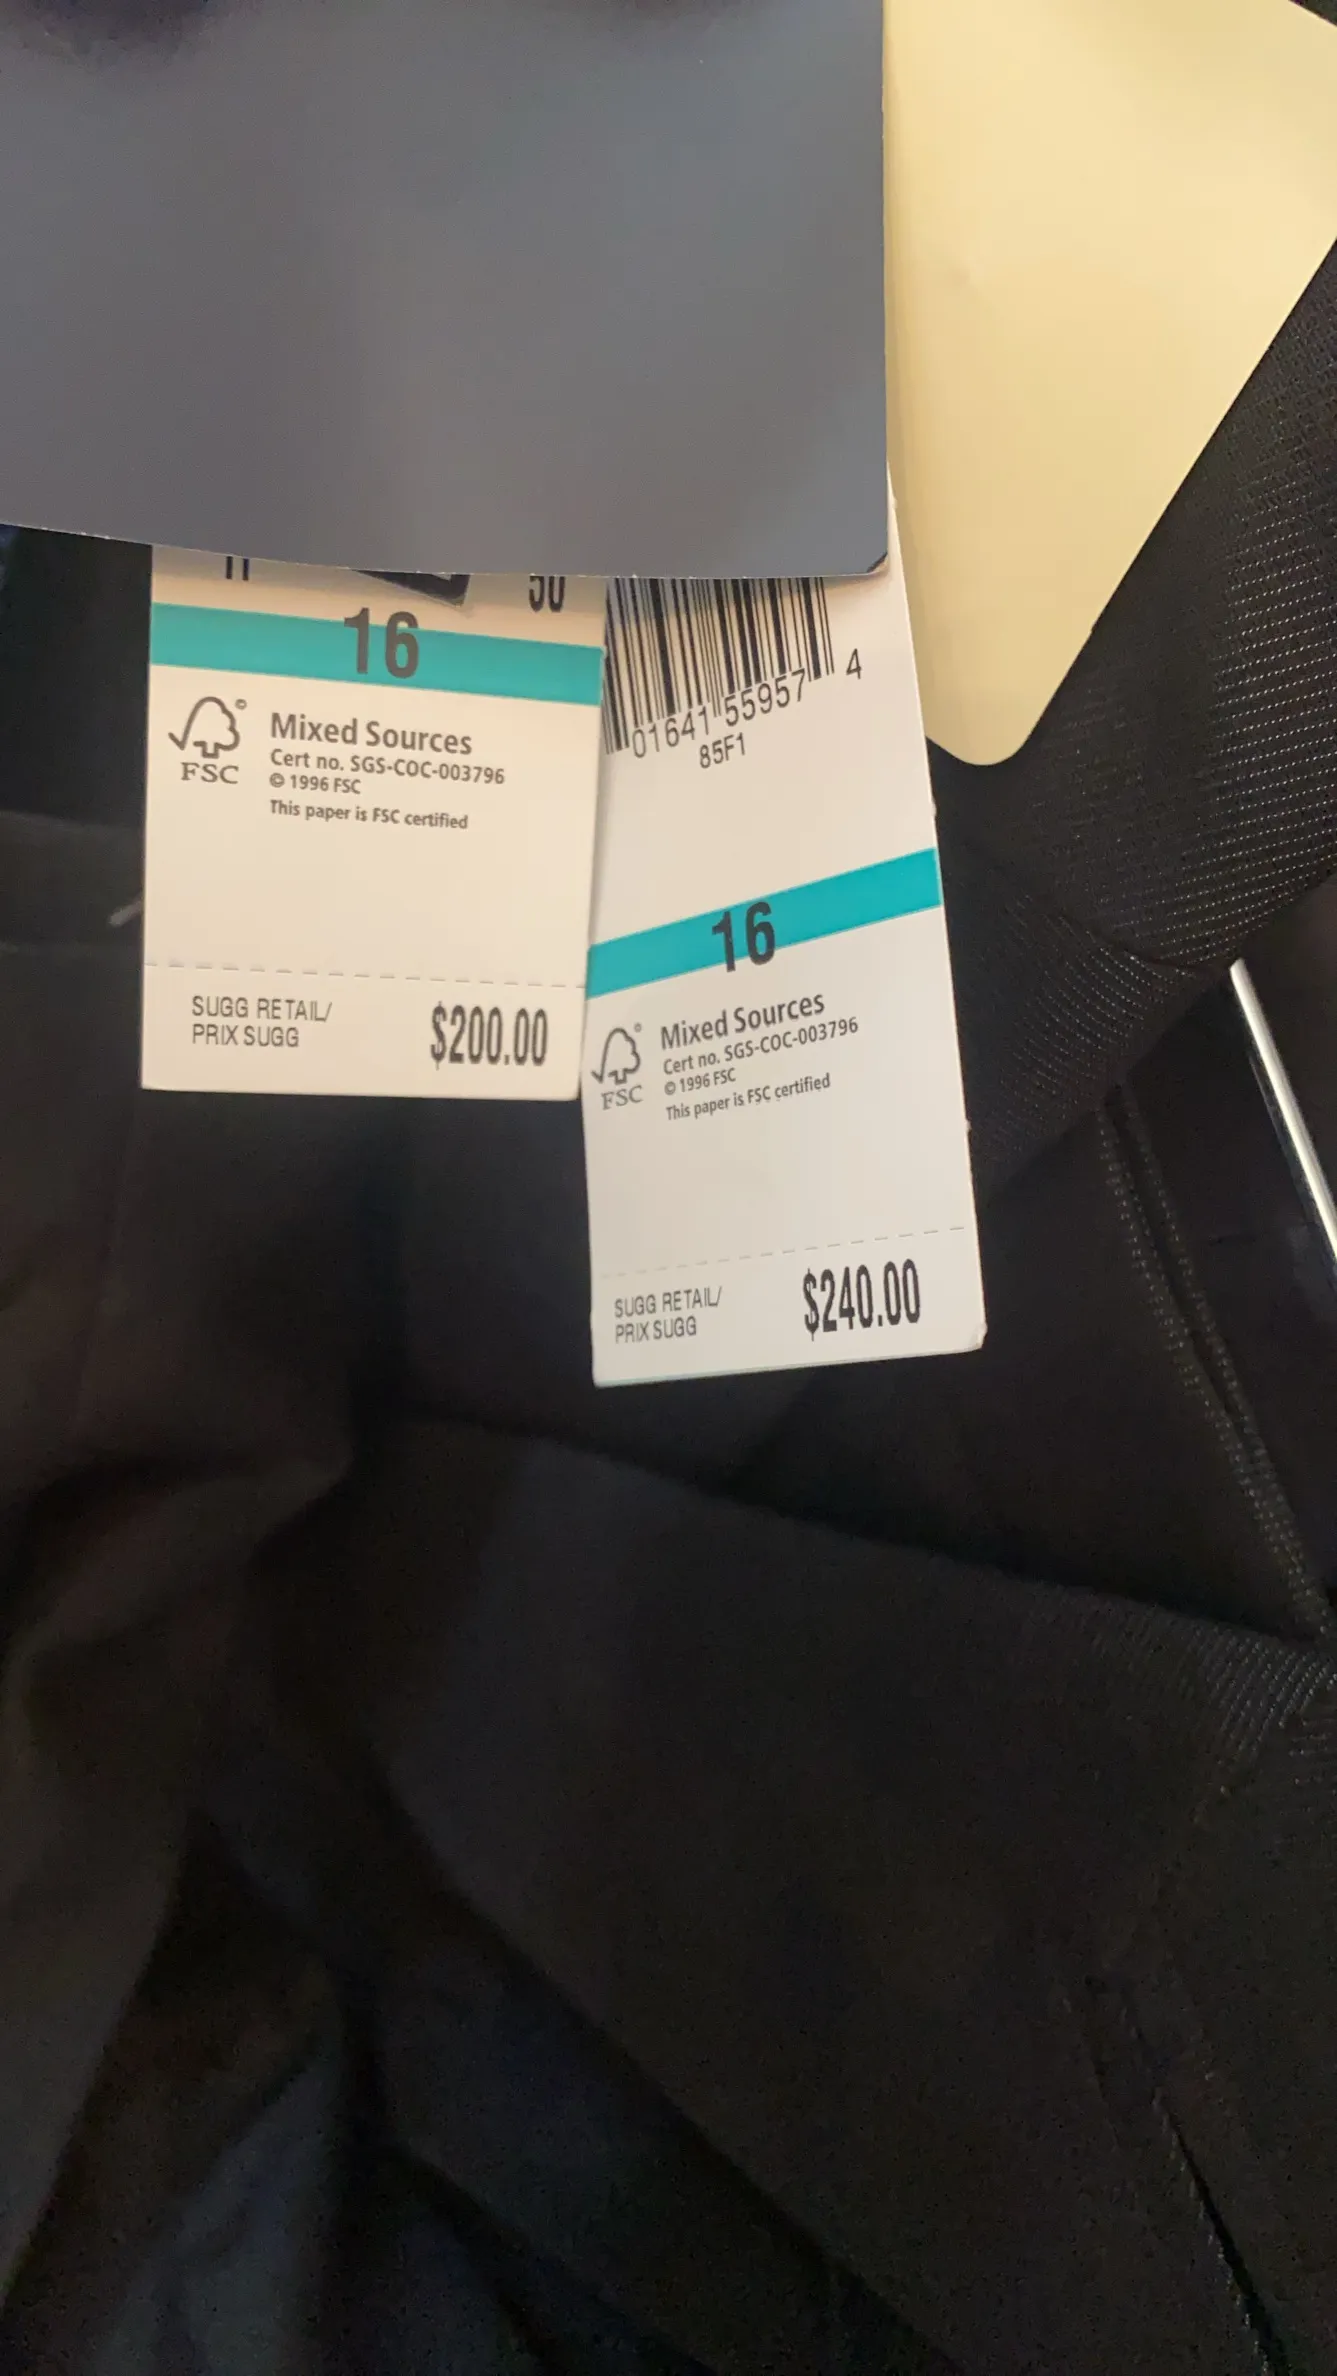 16
FSC
Mixed Sources
Cert no. SGS-COC-003796
© 1996 FSC
This paper is FSC certified
SUGG RETAIL/
PRIX SUGG
$200.00
01641 55957 4
85F1
16
FSC
Mixed Sources
Cert no. SGS-COC-003796
© 1996 FSC
This paper is FSC certified
SUGG RETAIL/
PRIX SUGG
$240.00